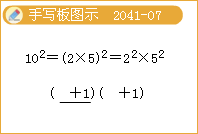 手写板图示 2041-07
10²=(2×5)²=2²×5²
( +1)( +1)